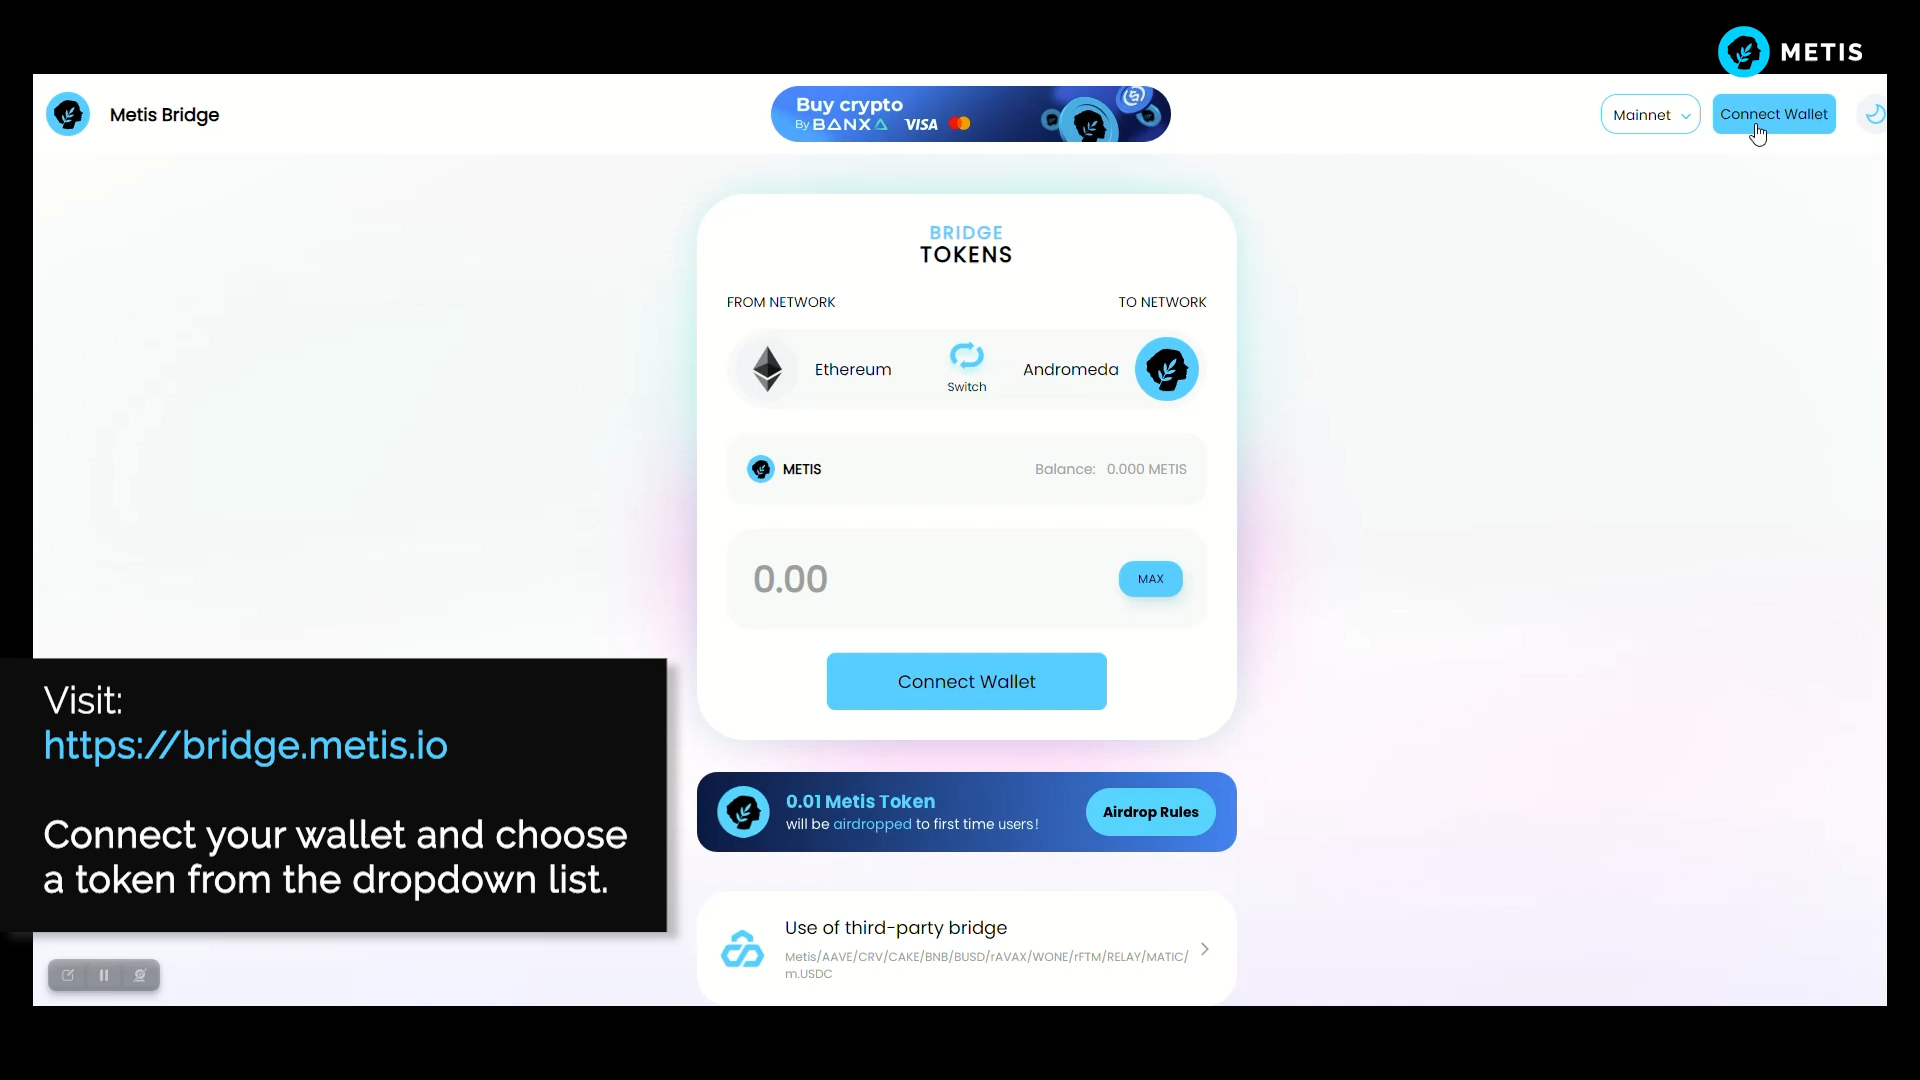 METIS
Metis Bridge
Buy crypto
By BANXA VISA
Mainnet
Connect Wallet
BRIDGE
TOKENS
FROM NETWORK
TO NETWORK
Ethereum
Switch
Andromeda
METIS
Balance: 0.000 METIS
0.00
MAX
Connect Wallet
Visit:
https://bridge.metis.io
Connect your wallet and choose
a token from the dropdown list.
0.01 Metis Token
will be airdropped to first time users!
Airdrop Rules
Use of third-party bridge
Metis/AAVE/CRV/CAKE/BNB/BUSD/rAVAX/WONE/rFTM/RELAY/MATIC/
m.USDC